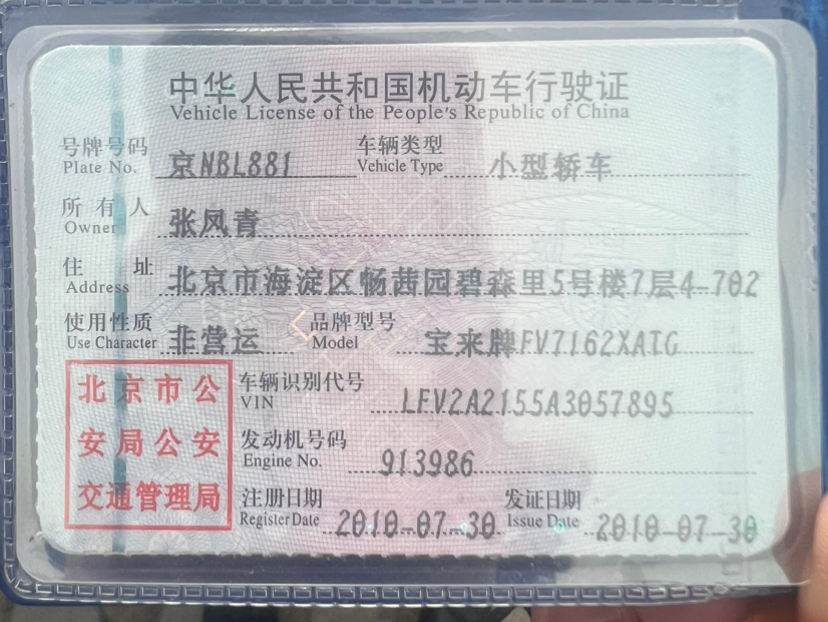 中华人民共和国机动车行驶证
Vehicle License of the People's Republic of China
号牌号码 京NBL881 车辆类型 小型轿车
Plate No. Vehicle Type
所有人 张凤青
Owner
住址 北京市海淀区畅茜园碧森里5号楼7层4-702
Address
使用性质 非营运 品牌型号 宝来牌FV7162XATG
Use Character Model
北京市公安局公安交通管理局
车辆识别代号 LFV2A2155A3057895
VIN
发动机号码 913986
Engine No.
注册日期 2010-07-30 发证日期 2010-07-30
Register Date Issue Date